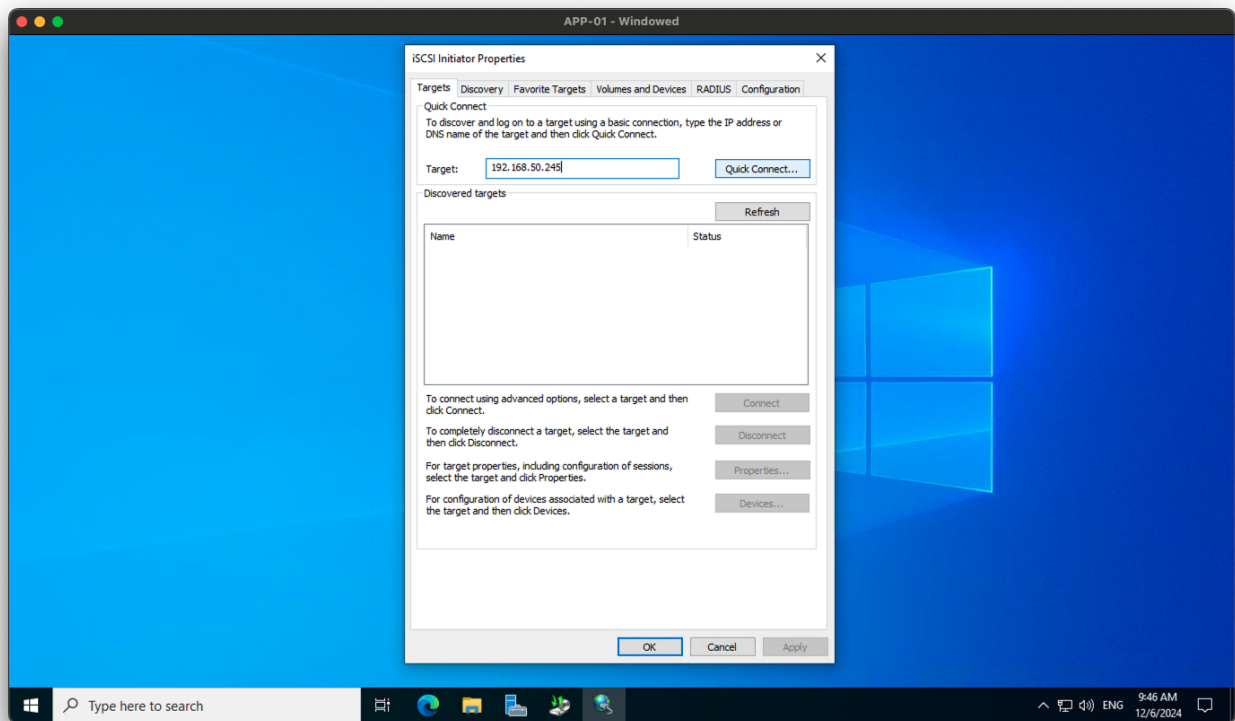 APP-01 - Windowed
iSCSI Initiator Properties
Targets Discovery Favorite Targets Volumes and Devices RADIUS Configuration
Quick Connect
To discover and log on to a target using a basic connection, type the IP address or
DNS name of the target and then click Quick Connect.
Target: 192.168.50.245 Quick Connect...
Discovered targets
Refresh
Name Status
To connect using advanced options, select a target and then
click Connect.
Connect
To completely disconnect a target, select the target and
then click Disconnect.
Disconnect
For target properties, including configuration of sessions,
select the target and click Properties.
Properties...
For configuration of devices associated with a target, select
the target and then click Devices.
Devices...
OK Cancel Apply
Type here to search
ENG
9:46 AM
12/6/2024